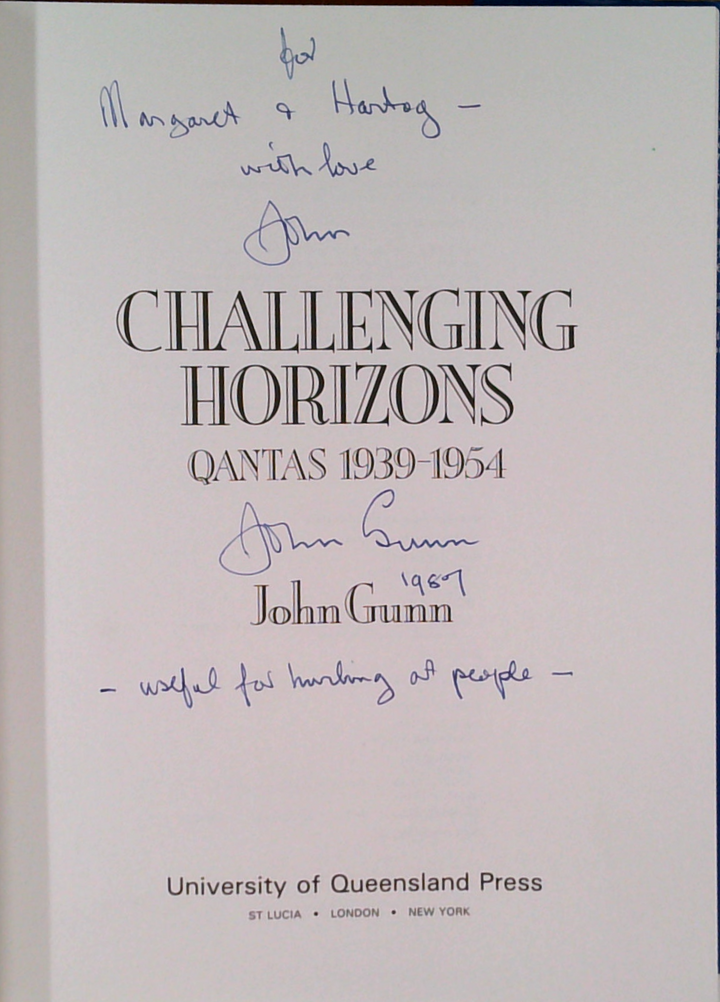 for
Margaret & Hartog –
with love
John
CHALLENGING
HORIZONS
QANTAS 1939-1954
John Gunn
1987
John Gunn
– useful for hurling at people –
University of Queensland Press
ST LUCIA • LONDON • NEW YORK